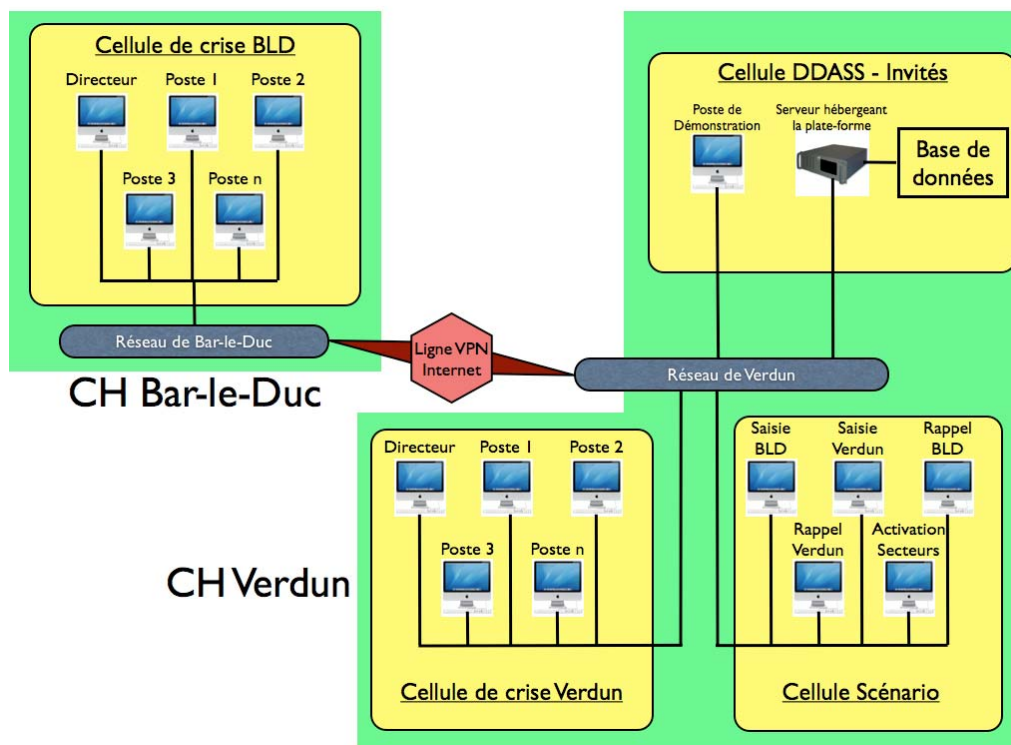 Cellule de crise BLD
Directeur
Poste 1
Poste 2
Poste 3
Poste n
Réseau de Bar-le-Duc
CH Bar-le-Duc
Ligne VPN
Internet
Cellule DDASS - Invités
Poste de
Démonstration
Serveur hébergeant
la plate-forme
Base de
données
Réseau de Verdun
CH Verdun
Directeur
Poste 1
Poste 2
Poste 3
Poste n
Cellule de crise Verdun
Saisie
BLD
Saisie
Verdun
Rappel
BLD
Rappel
Verdun
Activation
Secteurs
Cellule Scénario